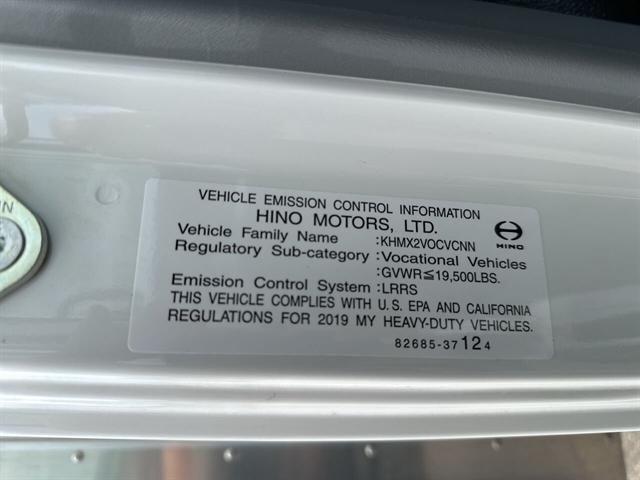 VEHICLE EMISSION CONTROL INFORMATION
HINO MOTORS, LTD.
HINO
Vehicle Family Name :KHMX2VOCVCNN
Regulatory Sub-category :Vocational Vehicles
:GVWR≦19,500LBS.
Emission Control System :LRRS
THIS VEHICLE COMPLIES WITH U.S. EPA AND CALIFORNIA
REGULATIONS FOR 2019 MY HEAVY-DUTY VEHICLES.
82685-37124